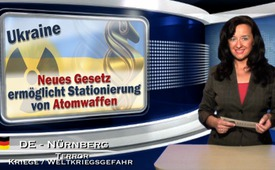 Ukraine
Neues Gesetz
ermöglicht Stationierung
von Atomwaffen
DE - Nürnberg
Terror
Kriege / Weltkriegsgefahr